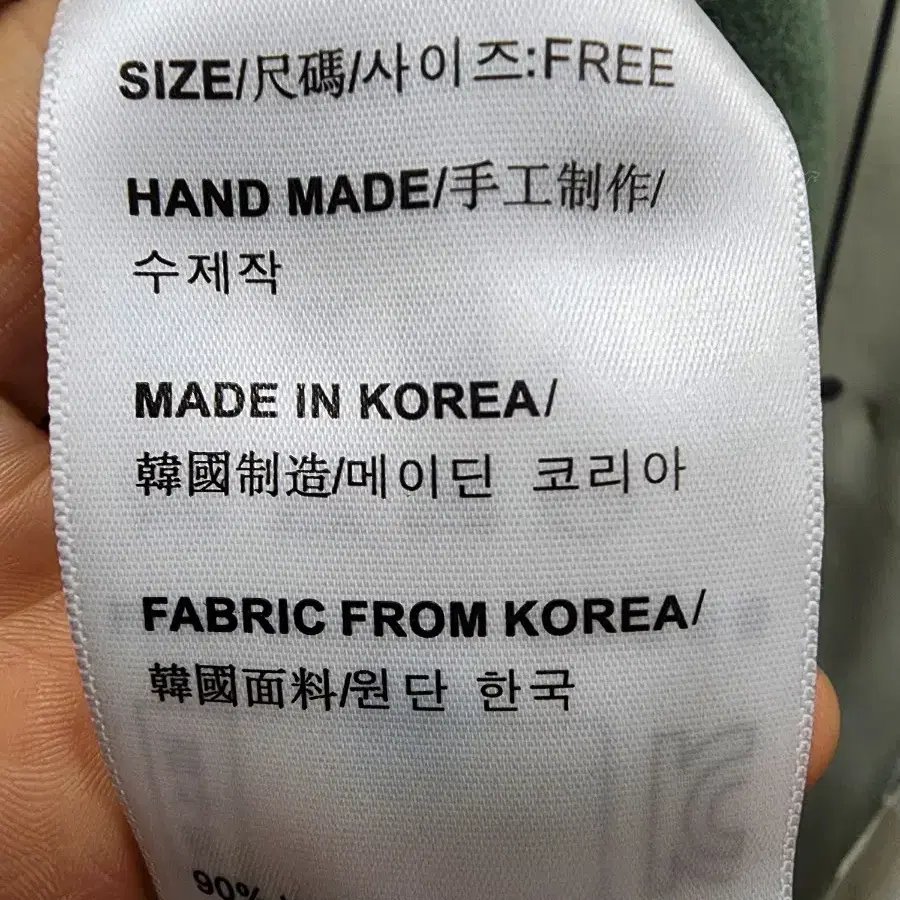 SIZE/尺碼/사이즈:FREE
HAND MADE/手工制作/
수제작
MADE IN KOREA/
韓國制造/메이딘 코리아
FABRIC FROM KOREA/
韓國面料/원단 한국
90%